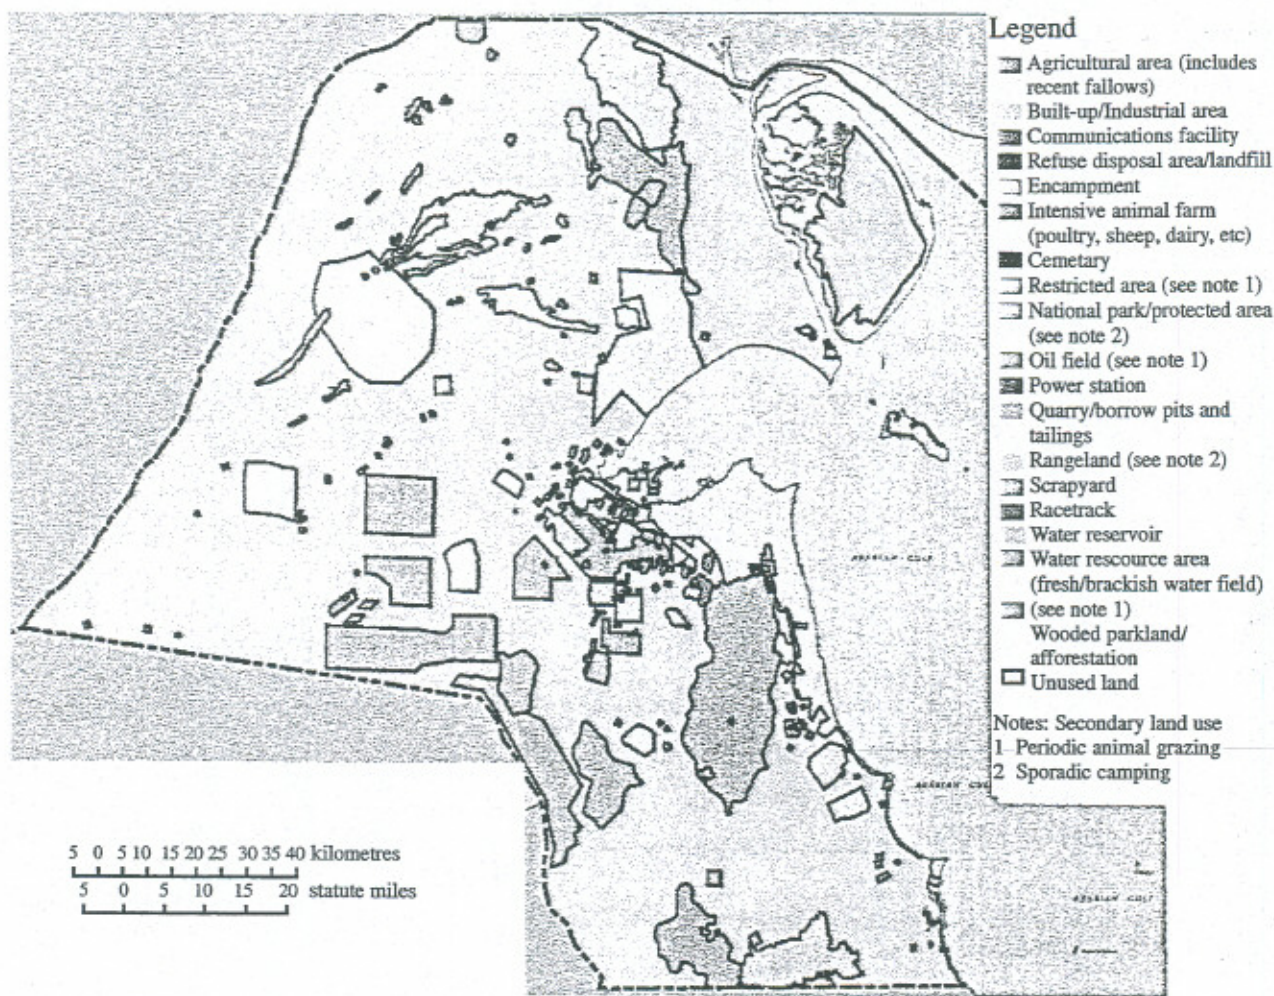 Legend
Agricultural area (includes
recent fallows)
Built-up/Industrial area
Communications facility
Refuse disposal area/landfill
Encampment
Intensive animal farm
(poultry, sheep, dairy, etc)
Cemetary
Restricted area (see note 1)
National park/protected area
(see note 2)
Oil field (see note 1)
Power station
Quarry/borrow pits and
tailings
Rangeland (see note 2)
Scrapyard
Racetrack
Water reservoir
Water rescource area
(fresh/brackish water field)
(see note 1)
Wooded parkland/
afforestation
Unused land
Notes: Secondary land use
1 Periodic animal grazing
2 Sporadic camping
ARABIAN GULF
ARABIAN
ARABIAN GULF
5 0 5 10 15 20 25 30 35 40 kilometres
5 0 5 10 15 20 statute miles